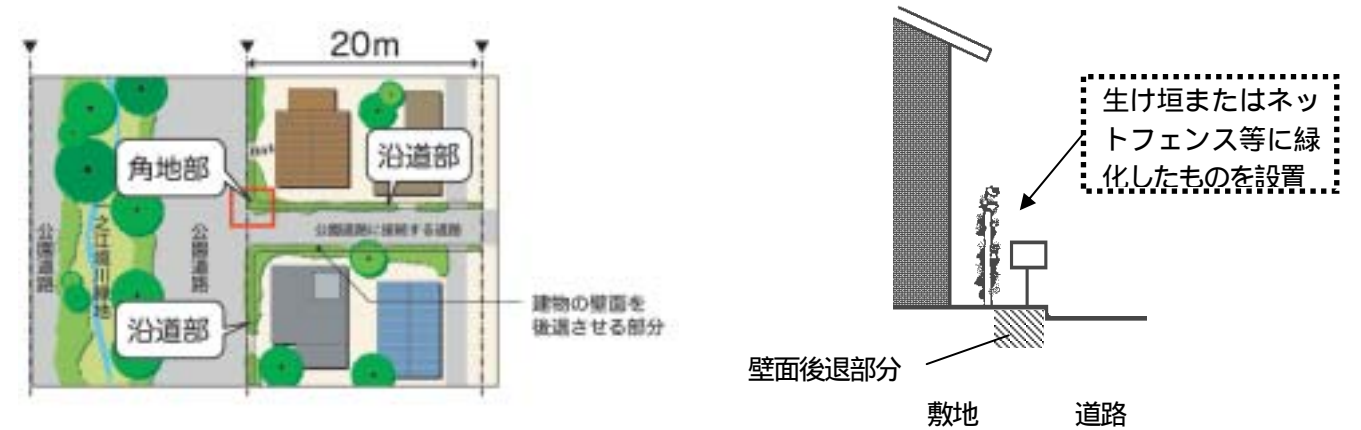 20m
角地部
沿道部
公園道路に接続する道路
公園道路
一之江境川緑地
公園道路
沿道部
建物の壁面を
後退させる部分
生け垣またはネッ
トフェンス等に緑
化したものを設置
壁面後退部分
敷地
道路